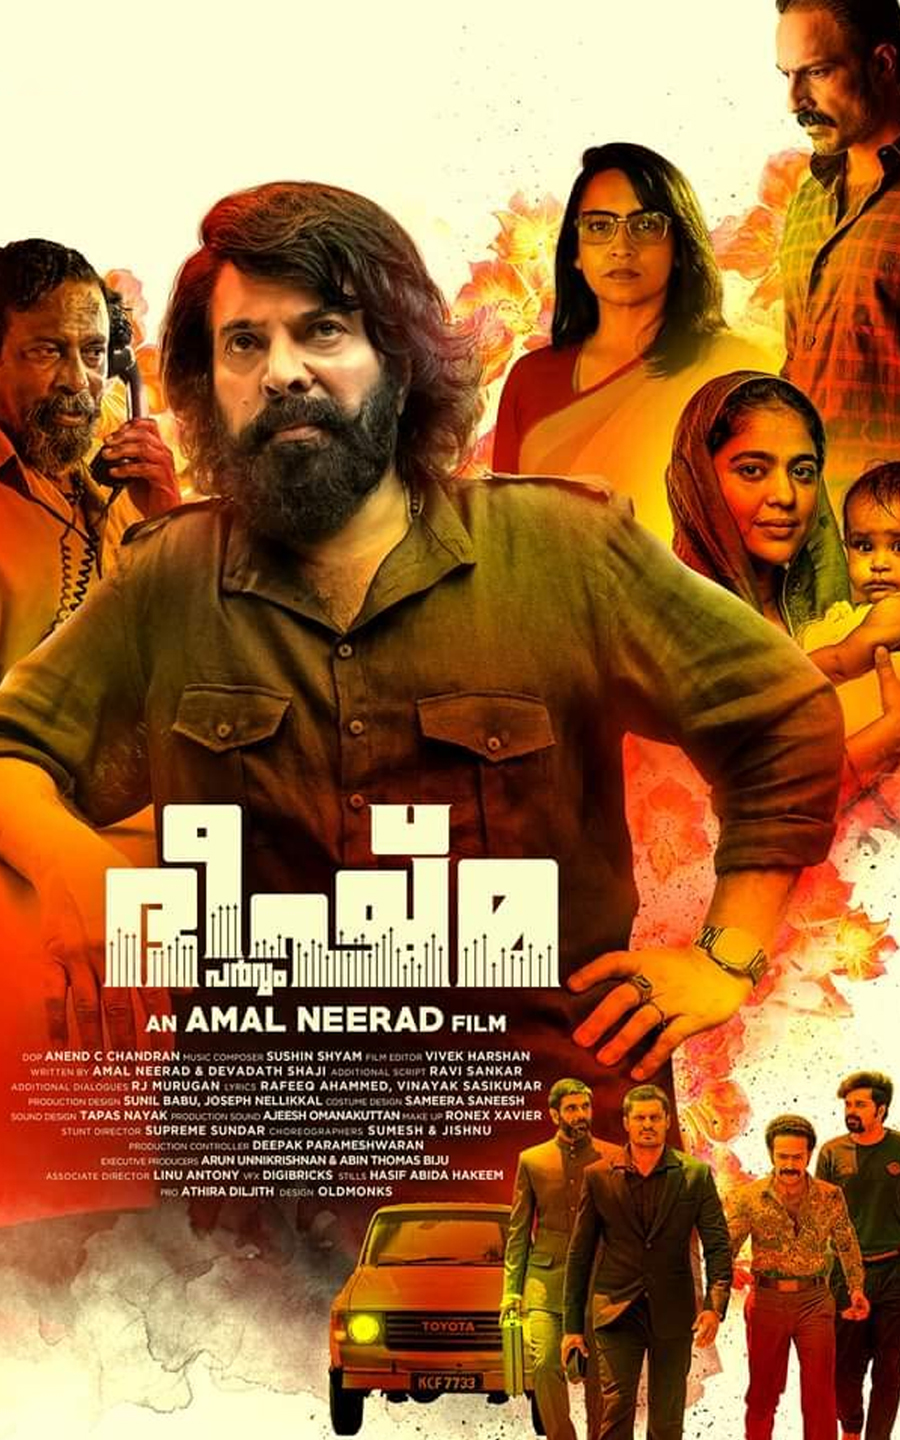 ഭീഷ്മ
പർവ്വം
AN AMAL NEERAD FILM
DOP ANEND C CHANDRAN MUSIC COMPOSER SUSHIN SHYAM FILM EDITOR VIVEK HARSHAN
WRITTEN BY AMAL NEERAD & DEVADATH SHAJI ADDITIONAL SCRIPT RAVI SANKAR
ADDITIONAL DIALOGUES RJ MURUGAN LYRICS RAFEEQ AHAMMED, VINAYAK SASIKUMAR
PRODUCTION DESIGN SUNIL BABU, JOSEPH NELLIKKAL COSTUME DESIGN SAMEERA SANEESH
SOUND DESIGN TAPAS NAYAK PRODUCTION SOUND AJEESH OMANAKUTTAN MAKE UP RONEX XAVIER
STUNT DIRECTOR SUPREME SUNDAR CHOREOGRAPHERS SUMESH & JISHNU
PRODUCTION CONTROLLER DEEPAK PARAMESHWARAN
EXECUTIVE PRODUCERS ARUN UNNIKRISHNAN & ABIN THOMAS BIJU
ASSOCIATE DIRECTOR LINU ANTONY VFX DIGIBRICKS STILLS HASIF ABIDA HAKEEM
PRO ATHIRA DILJITH DESIGN OLDMONKS
TOYOTA
KCF 7733